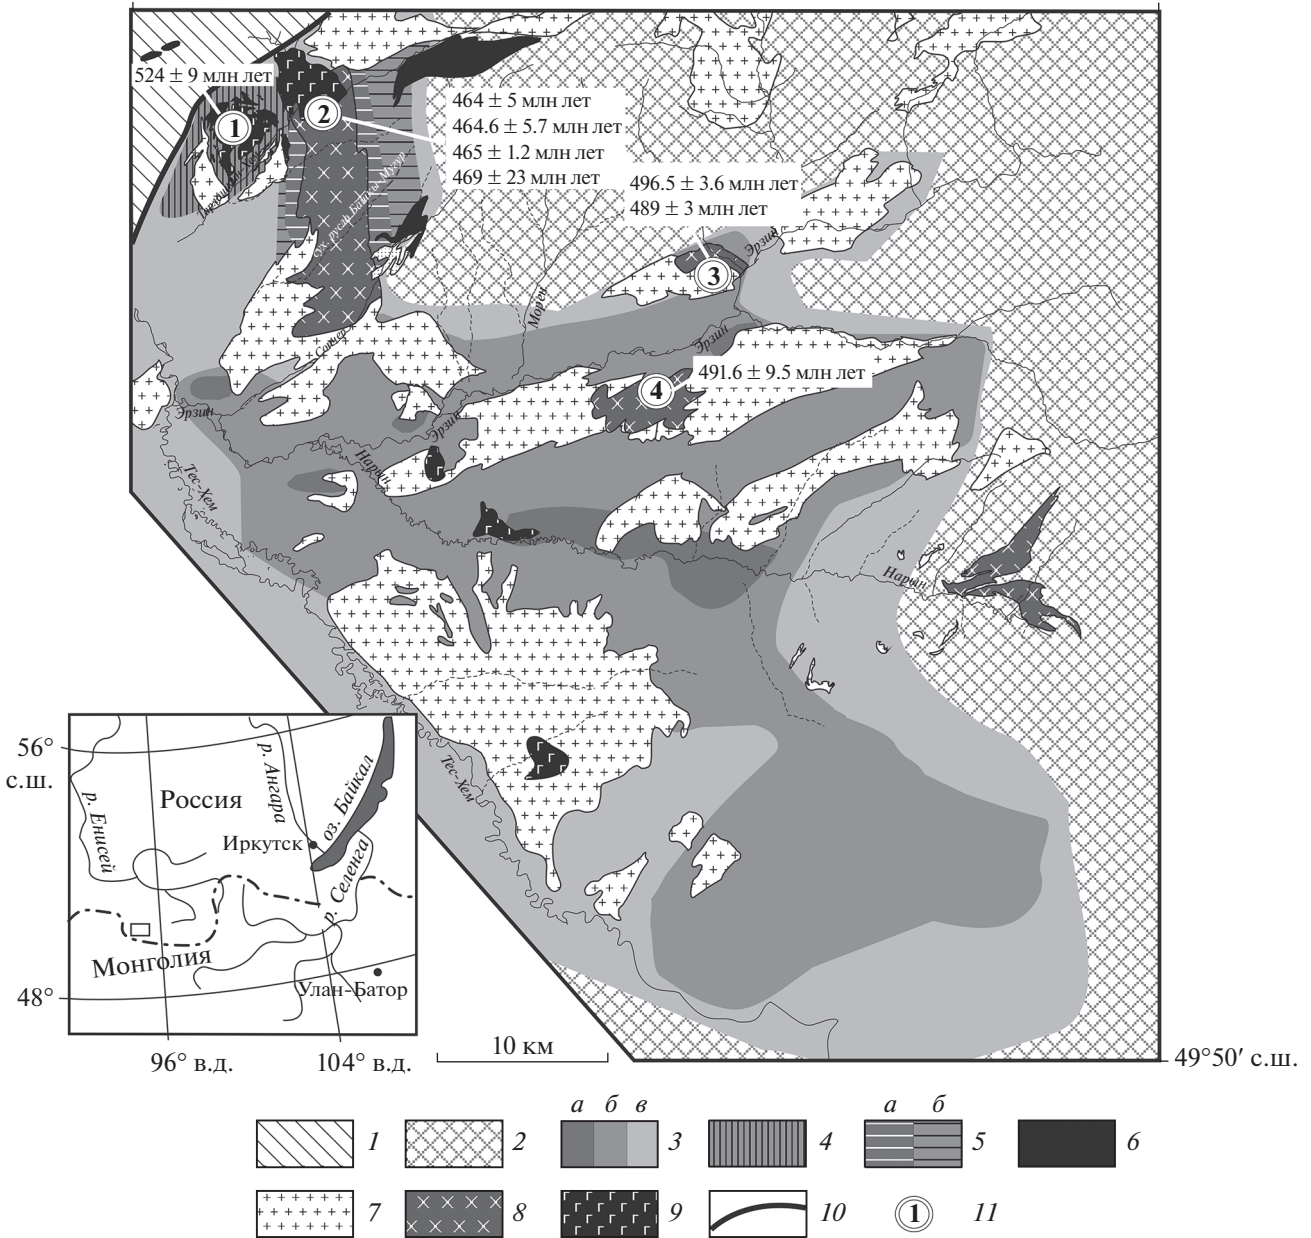 524 ± 9 млн лет
1
2
464 ± 5 млн лет
464.6 ± 5.7 млн лет
465 ± 1.2 млн лет
469 ± 23 млн лет
496.5 ± 3.6 млн лет
489 ± 3 млн лет
Эрзин
3
Морен
Эрзин
491.6 ± 9.5 млн лет
4
Эрзин
Эрзин
Нарын
Тес-Хем
Нарын
Тес-Хем
56°
с.ш.
48°
р. Енисей
Россия
р. Ангара
оз. Байкал
Иркутск
р. Селенга
Монголия
Улан-Батор
96° в.д.
104° в.д.
10 км
49°50′ с.ш.
а б в
а б
1
2
3
4
5
6
7
8
9
10
1
11